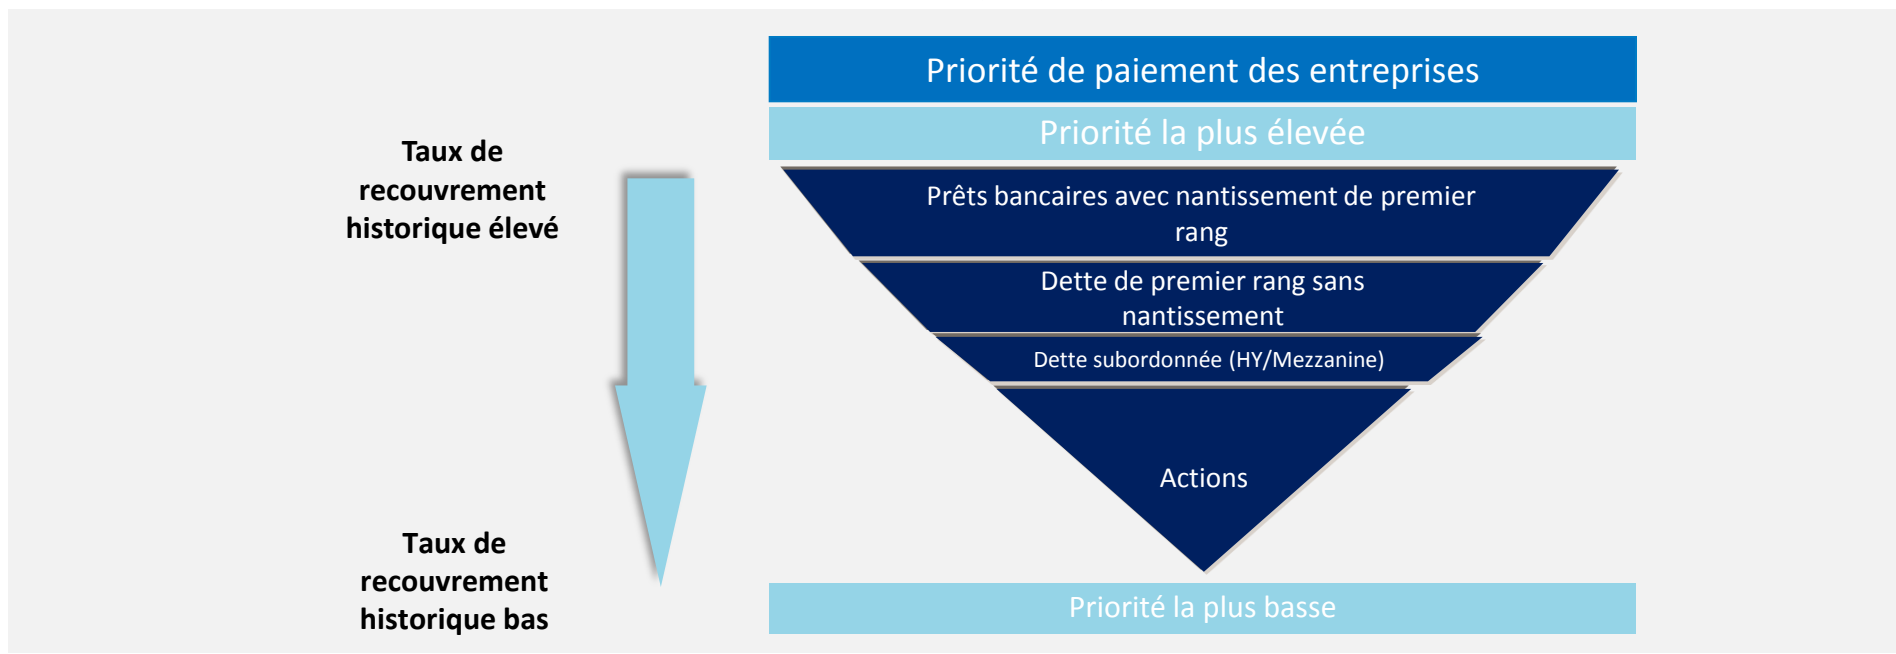 Priorité de paiement des entreprises
Priorité la plus élevée
Taux de
recouvrement
historique élevé
Prêts bancaires avec nantissement de premier
rang
Dette de premier rang sans
nantissement
Dette subordonnée (HY/Mezzanine)
Actions
Taux de
recouvrement
historique bas
Priorité la plus basse